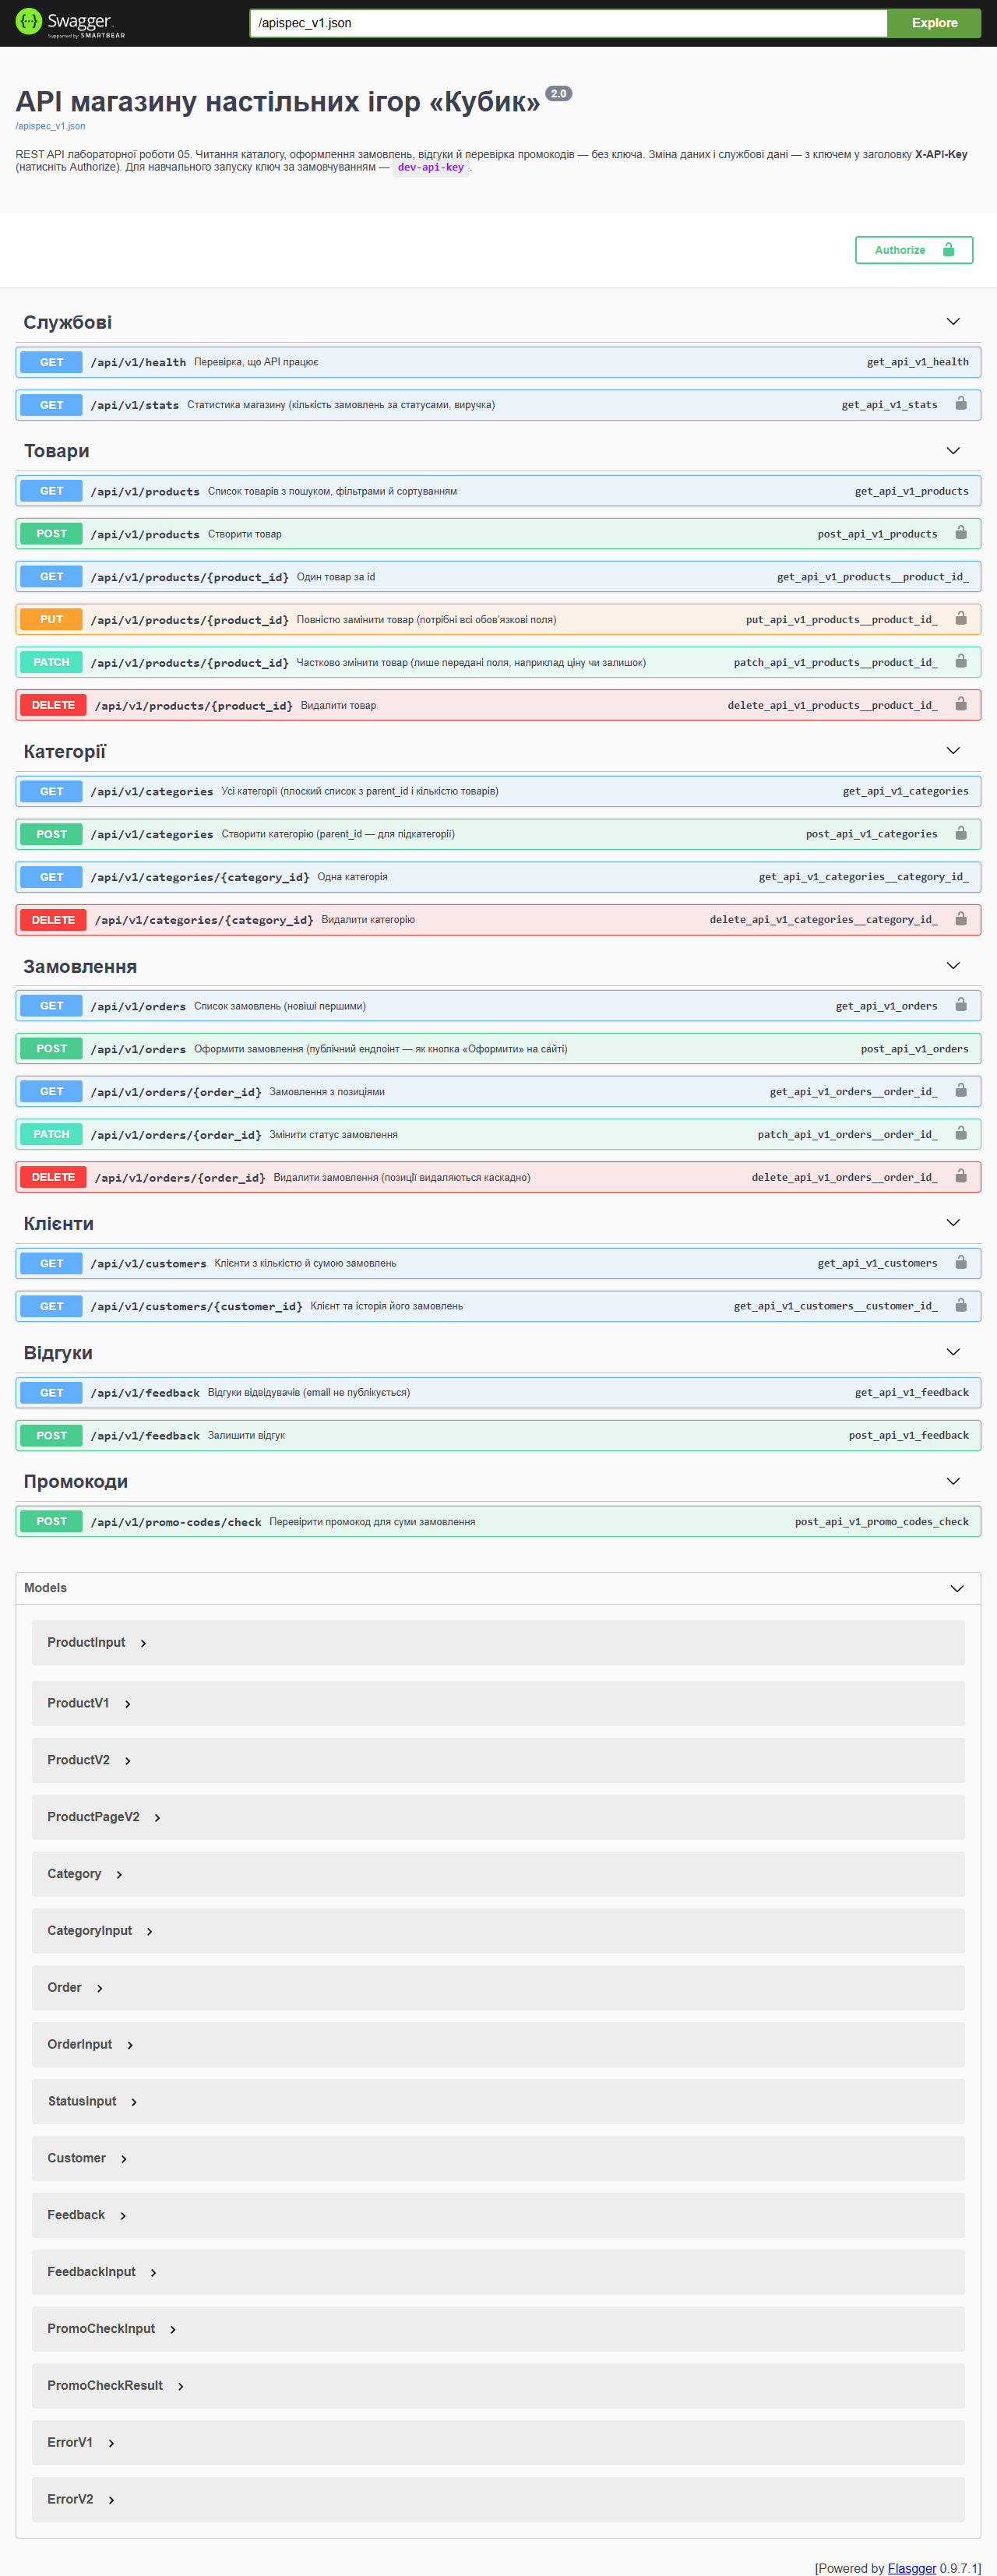 Swagger.
Supported by SMARTBEAR
/apispec_v1.json
Explore
API магазину настільних ігор «Кубик» 2.0
/apispec_v1.json
REST API лабораторної роботи 05. Читання каталогу, оформлення замовлень, відгуки й перевірка промокодів — без ключа. Зміна даних і службові дані — з ключем у заголовку X-API-Key
(натисніть Authorize). Для навчального запуску ключ за замовчуванням — dev-api-key .
Authorize
Службові
GET /api/v1/health Перевірка, що API працює get_api_v1_health
GET /api/v1/stats Статистика магазину (кількість замовлень за статусами, виручка) get_api_v1_stats
Товари
GET /api/v1/products Список товарів з пошуком, фільтрами й сортуванням get_api_v1_products
POST /api/v1/products Створити товар post_api_v1_products
GET /api/v1/products/{product_id} Один товар за id get_api_v1_products__product_id_
PUT /api/v1/products/{product_id} Повністю замінити товар (потрібні всі обов'язкові поля) put_api_v1_products__product_id_
PATCH /api/v1/products/{product_id} Частково змінити товар (лише передані поля, наприклад ціну чи залишок) patch_api_v1_products__product_id_
DELETE /api/v1/products/{product_id} Видалити товар delete_api_v1_products__product_id_
Категорії
GET /api/v1/categories Усі категорії (плоский список з parent_id і кількістю товарів) get_api_v1_categories
POST /api/v1/categories Створити категорію (parent_id — для підкатегорії) post_api_v1_categories
GET /api/v1/categories/{category_id} Одна категорія get_api_v1_categories__category_id_
DELETE /api/v1/categories/{category_id} Видалити категорію delete_api_v1_categories__category_id_
Замовлення
GET /api/v1/orders Список замовлень (новіші першими) get_api_v1_orders
POST /api/v1/orders Оформити замовлення (публічний ендпоінт — як кнопка «Оформити» на сайті) post_api_v1_orders
GET /api/v1/orders/{order_id} Замовлення з позиціями get_api_v1_orders__order_id_
PATCH /api/v1/orders/{order_id} Змінити статус замовлення patch_api_v1_orders__order_id_
DELETE /api/v1/orders/{order_id} Видалити замовлення (позиції видаляються каскадно) delete_api_v1_orders__order_id_
Клієнти
GET /api/v1/customers Клієнти з кількістю й сумою замовлень get_api_v1_customers
GET /api/v1/customers/{customer_id} Клієнт та історія його замовлень get_api_v1_customers__customer_id_
Відгуки
GET /api/v1/feedback Відгуки відвідувачів (email не публікується) get_api_v1_feedback
POST /api/v1/feedback Залишити відгук post_api_v1_feedback
Промокоди
POST /api/v1/promo-codes/check Перевірити промокод для суми замовлення post_api_v1_promo_codes_check
Models
ProductInput
ProductV1
ProductV2
ProductPageV2
Category
CategoryInput
Order
OrderInput
StatusInput
Customer
Feedback
FeedbackInput
PromoCheckInput
PromoCheckResult
ErrorV1
ErrorV2
[Powered by Flasgger 0.9.7.1]